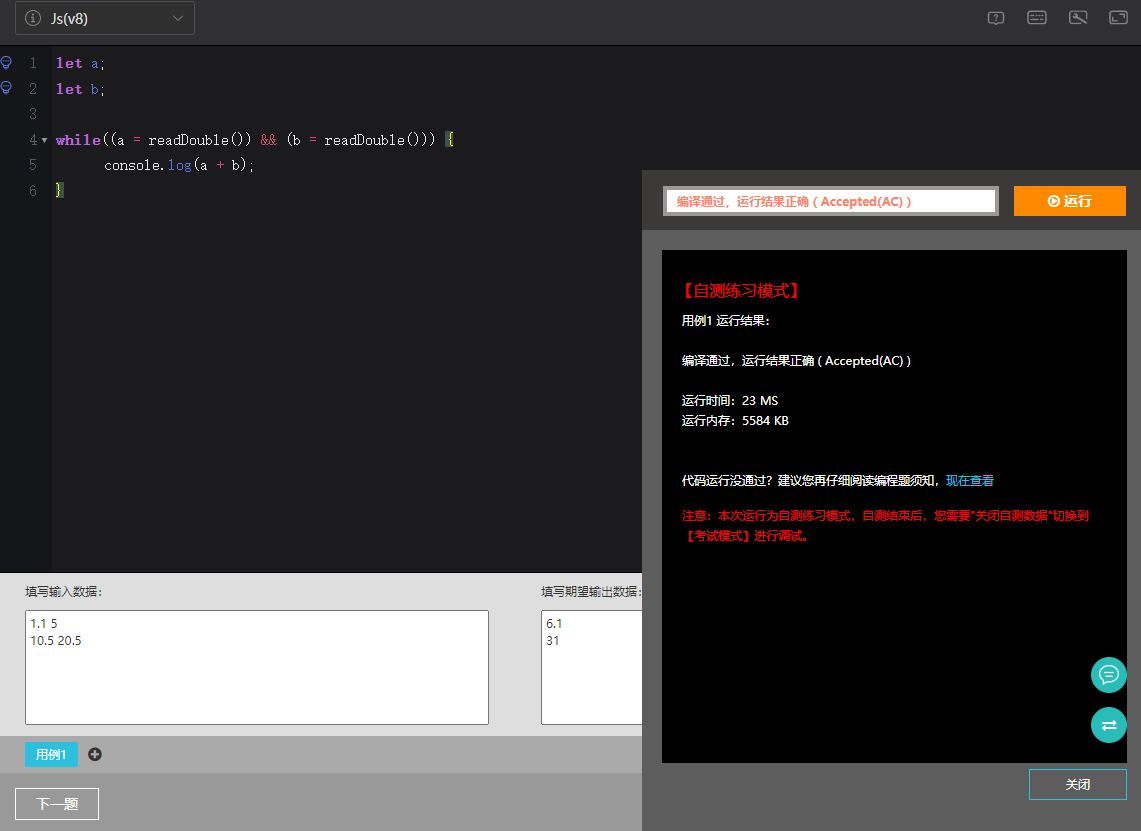 Js(v8)
1 let a;
2 let b;
3
4 while((a = readDouble()) && (b = readDouble())) {
5 console.log(a + b);
6 }
编译通过，运行结果正确 ( Accepted(AC) )
运行
【自测练习模式】
用例1 运行结果：
编译通过，运行结果正确 ( Accepted(AC) )
运行时间：23 MS
运行内存：5584 KB
代码运行没通过？建议您再仔细阅读编程题须知，现在查看
注意：本次运行为自测练习模式，自测结束后，您需要"关闭自测数据"切换到
【考试模式】进行调试。
填写输入数据：
1.1 5
10.5 20.5
填写期望输出数据：
6.1
31
用例1
下一题
关闭